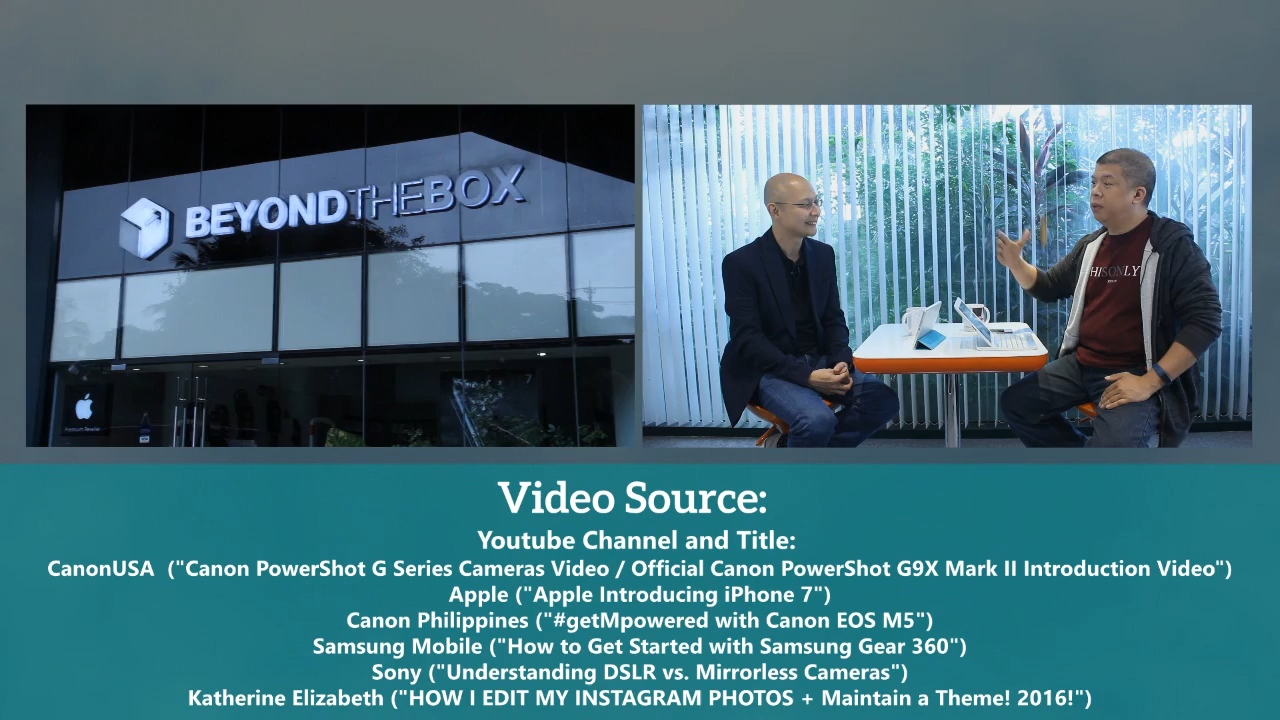 BEYONDTHEBOX
Premium Reseller
HISONLY
Video Source:
Youtube Channel and Title:
CanonUSA ("Canon PowerShot G Series Cameras Video / Official Canon PowerShot G9X Mark II Introduction Video")
Apple ("Apple Introducing iPhone 7")
Canon Philippines ("#getMpowered with Canon EOS M5")
Samsung Mobile ("How to Get Started with Samsung Gear 360")
Sony ("Understanding DSLR vs. Mirrorless Cameras")
Katherine Elizabeth ("HOW I EDIT MY INSTAGRAM PHOTOS + Maintain a Theme! 2016!")